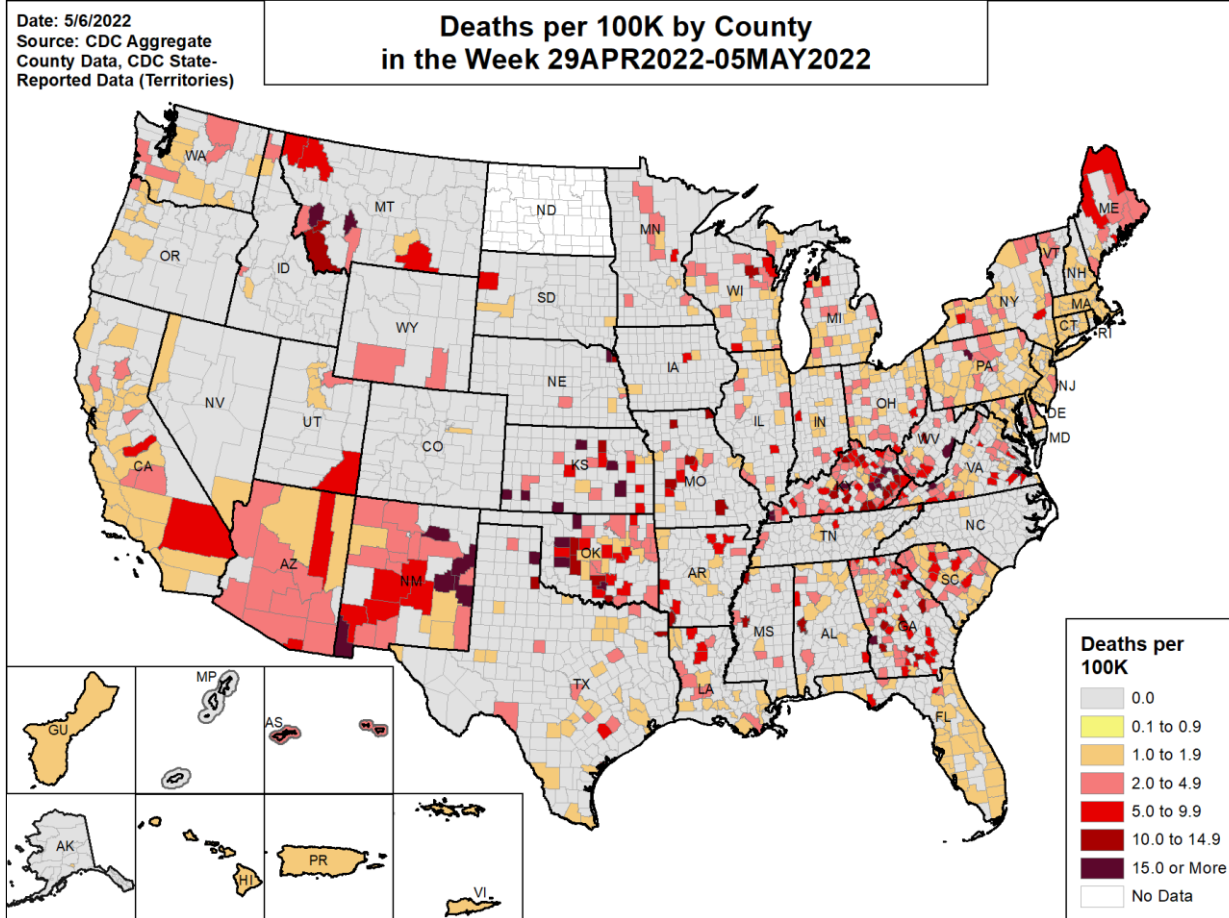 Date: 5/6/2022
Source: CDC Aggregate
County Data, CDC State-
Reported Data (Territories)
Deaths per 100K by County
in the Week 29APR2022-05MAY2022
WA
MT
ND
MN
ME
OR
ID
SD
WI
MI
VT
NH
NY
MA
CT
RI
WY
IA
NE
PA
NJ
NV
UT
CO
IL
IN
OH
DE
MD
WV
VA
CA
KS
MO
KY
NC
TN
AZ
NM
OK
AR
SC
MS
AL
GA
TX
LA
FL
MP
GU
AS
AK
HI
PR
VI
Deaths per
100K
0.0
0.1 to 0.9
1.0 to 1.9
2.0 to 4.9
5.0 to 9.9
10.0 to 14.9
15.0 or More
No Data